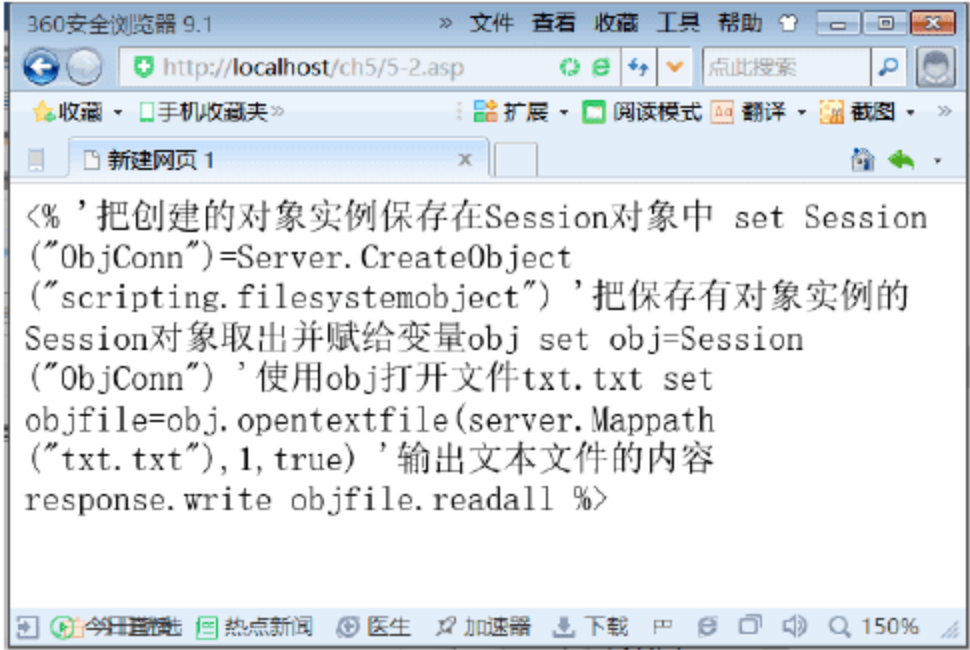 360安全浏览器 9.1 » 文件 查看 收藏 工具 帮助
http://localhost/ch5/5-2.asp 点此搜索
收藏 手机收藏夹» 扩展 阅读模式 翻译 截图 »
新建网页 1
<% '把创建的对象实例保存在Session对象中 set Session
("ObjConn")=Server.CreateObject
("scripting.filesystemobject") '把保存有对象实例的
Session对象取出并赋给变量obj set obj=Session
("ObjConn") '使用obj打开文件txt.txt set
objfile=obj.opentextfile(server.Mappath
("txt.txt"),1,true) '输出文本文件的内容
response.write objfile.readall %>
热点新闻 医生 加速器 下载 150%